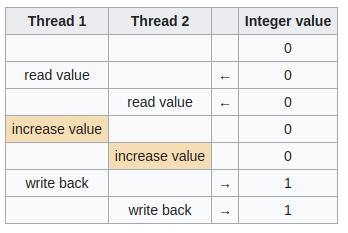 Thread 1 Thread 2 Integer value
0
read value ← 0
read value ← 0
increase value 0
increase value 0
write back → 1
write back → 1